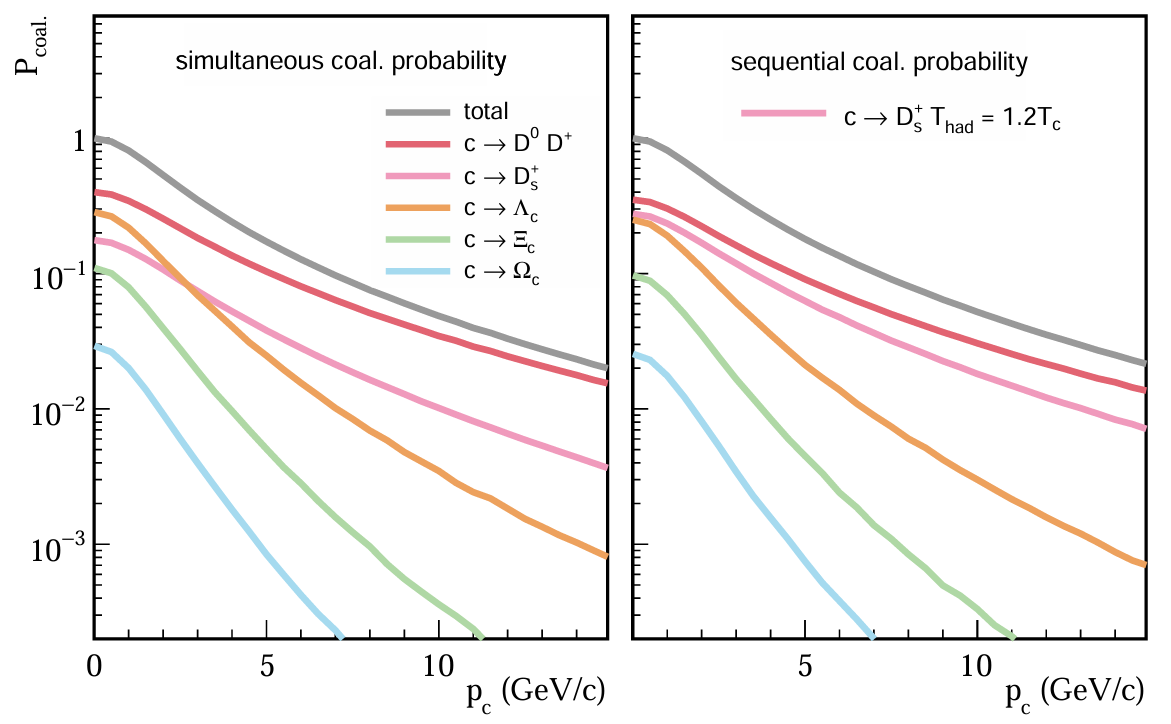 P_coal.
simultaneous coal. probability
total
c → D⁰ D⁺
c → D_s⁺
c → Λ_c
c → Ξ_c
c → Ω_c
1
10⁻¹
10⁻²
10⁻³
0 5 10
p_c (GeV/c)
sequential coal. probability
c → D_s⁺ T_had = 1.2T_c
5 10
p_c (GeV/c)